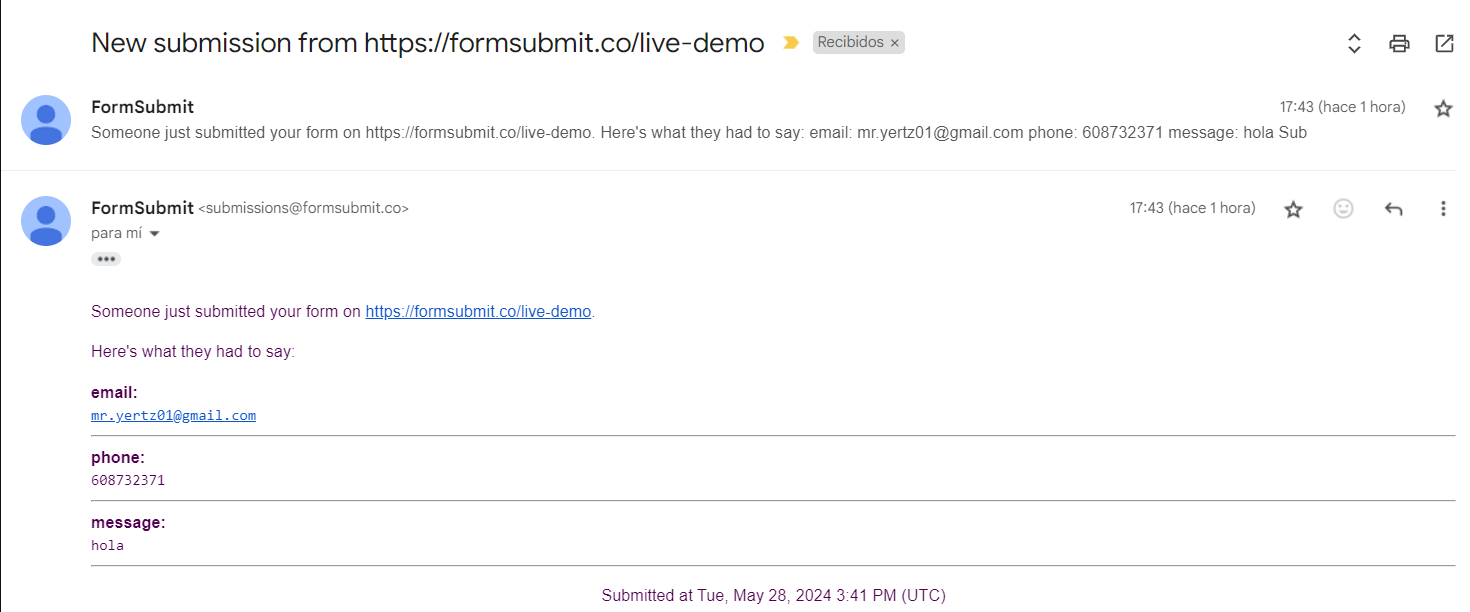 New submission from https://formsubmit.co/live-demo Recibidos ×
FormSubmit 17:43 (hace 1 hora)
Someone just submitted your form on https://formsubmit.co/live-demo. Here's what they had to say: email: mr.yertz01@gmail.com phone: 608732371 message: hola Sub
FormSubmit <submissions@formsubmit.co> 17:43 (hace 1 hora)
para mí
Someone just submitted your form on https://formsubmit.co/live-demo.
Here's what they had to say:
email:
mr.yertz01@gmail.com
phone:
608732371
message:
hola
Submitted at Tue, May 28, 2024 3:41 PM (UTC)